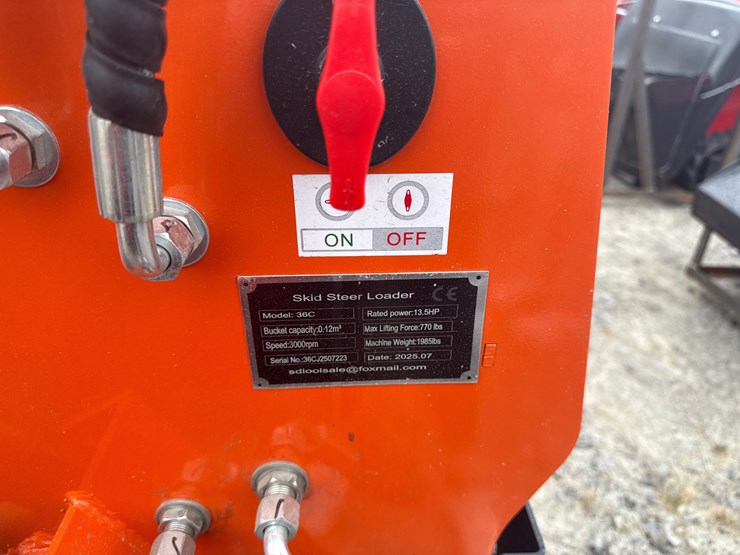 ON OFF
Skid Steer Loader CE
Model: 36C Rated power:13.5HP
Bucket capacity:0.12m³ Max Lifting Force:770 lbs
Speed:3000rpm Machine Weight:1985lbs
Serial No.:36CJ2507223 Date: 2025.07
sdloolsale@foxmail.com